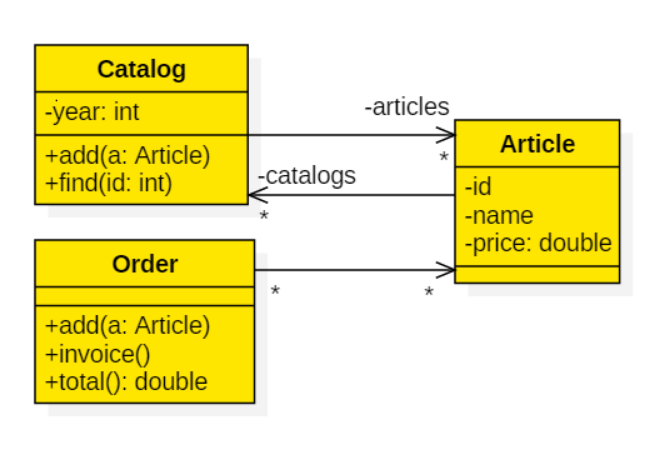 Catalog
-year: int
+add(a: Article)
+find(id: int)
-articles
*
-catalogs
*
Article
-id
-name
-price: double
Order
+add(a: Article)
+invoice()
+total(): double
*
*